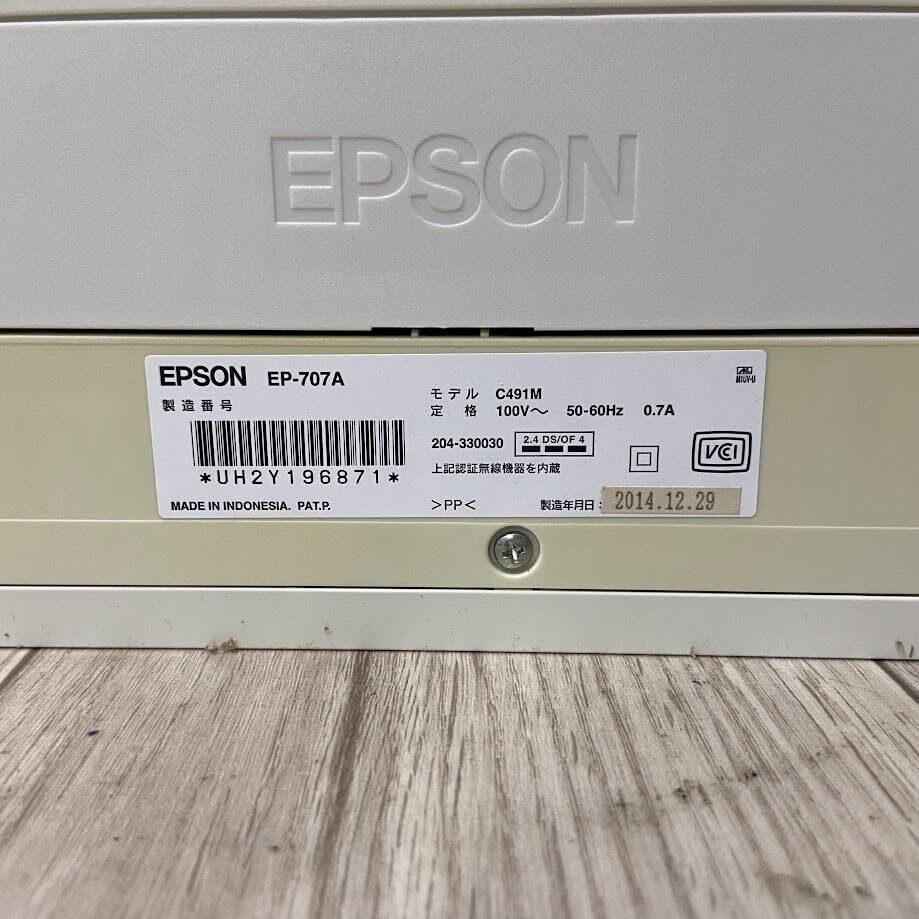 EPSON
EPSON EP-707A
製造番号
*UH2Y196871*
MADE IN INDONESIA. PAT.P.
モデル C491M
定格 100V～ 50-60Hz 0.7A
204-330030 2.4 DS/OF 4
上記認証無線機器を内蔵
>PP<
製造年月日: 2014.12.29
VCCI
M1UV-U